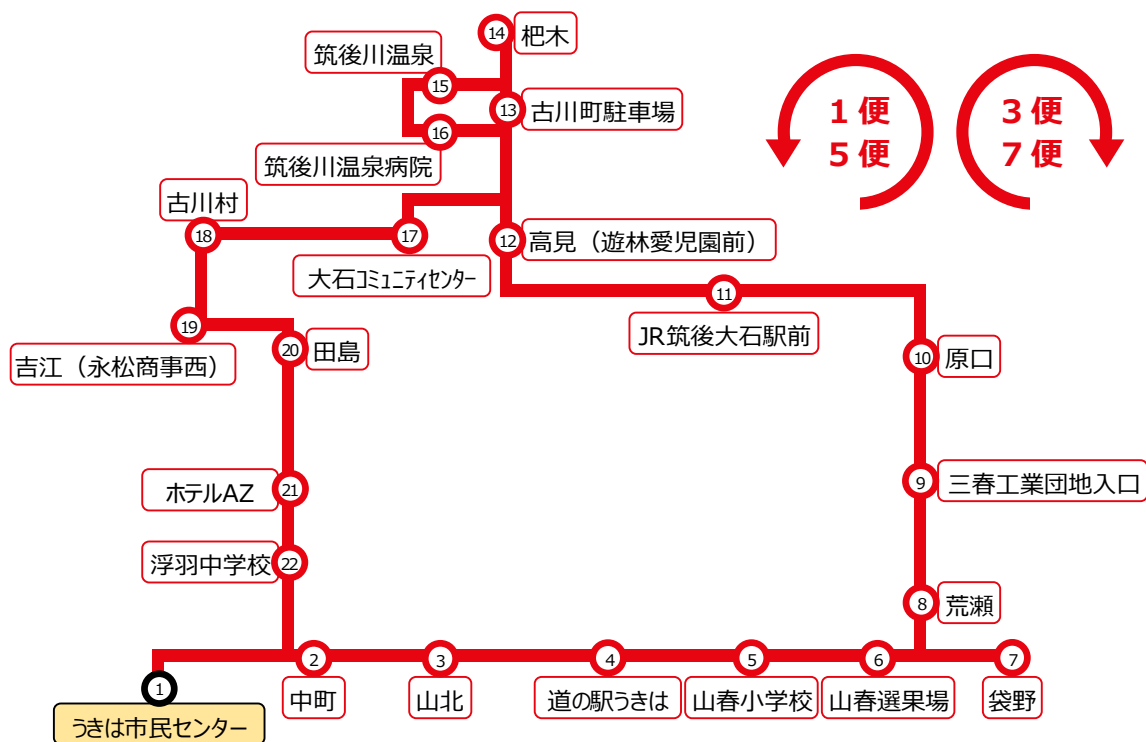 14
杷木
筑後川温泉
15
13
古川町駐車場
16
筑後川温泉病院
1便
5便
3便
7便
古川村
18
17
大石コミュニティセンター
12
高見（遊林愛児園前）
11
JR筑後大石駅前
19
吉江（永松商事西）
20
田島
10
原口
ホテルAZ
21
9
三春工業団地入口
浮羽中学校
22
8
荒瀬
1
うきは市民センター
2
中町
3
山北
4
道の駅うきは
5
山春小学校
6
山春選果場
7
袋野